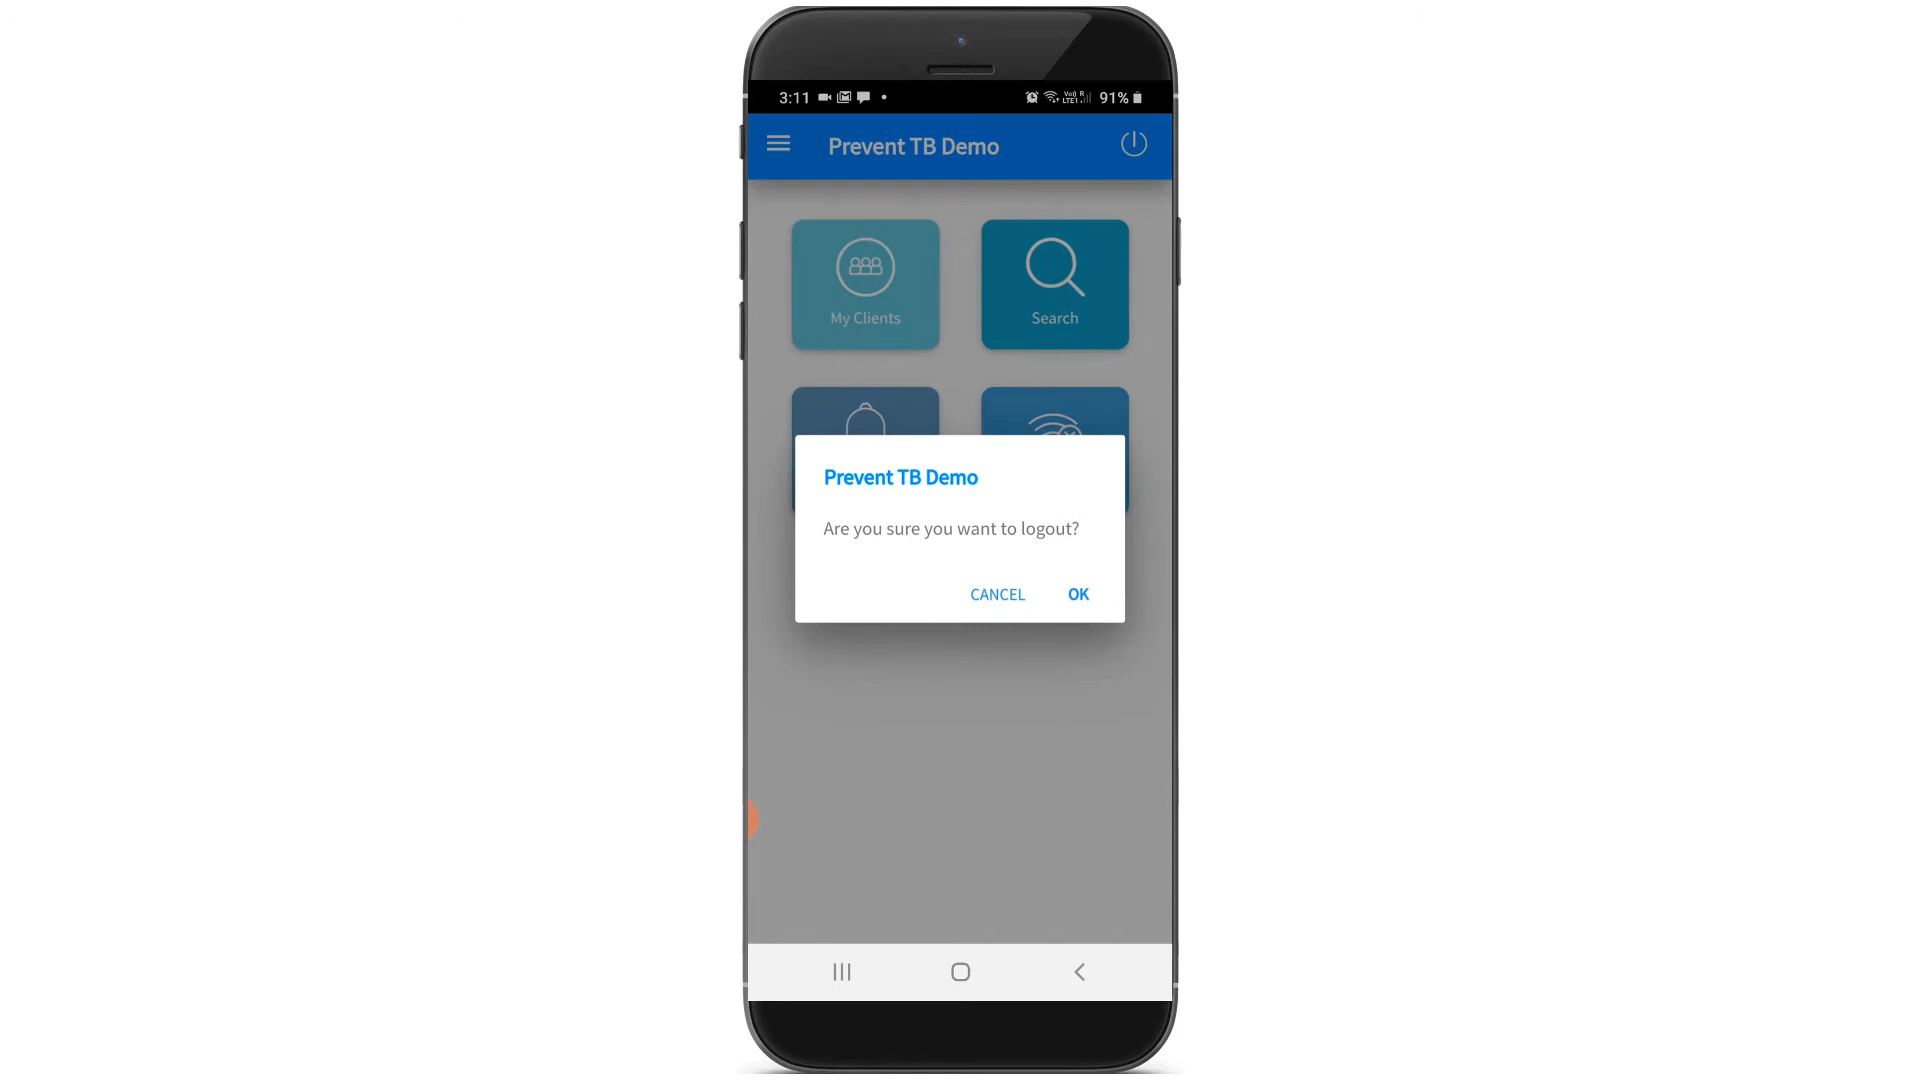 3:11 91%
Prevent TB Demo
My Clients Search
Prevent TB Demo
Are you sure you want to logout?
CANCEL OK